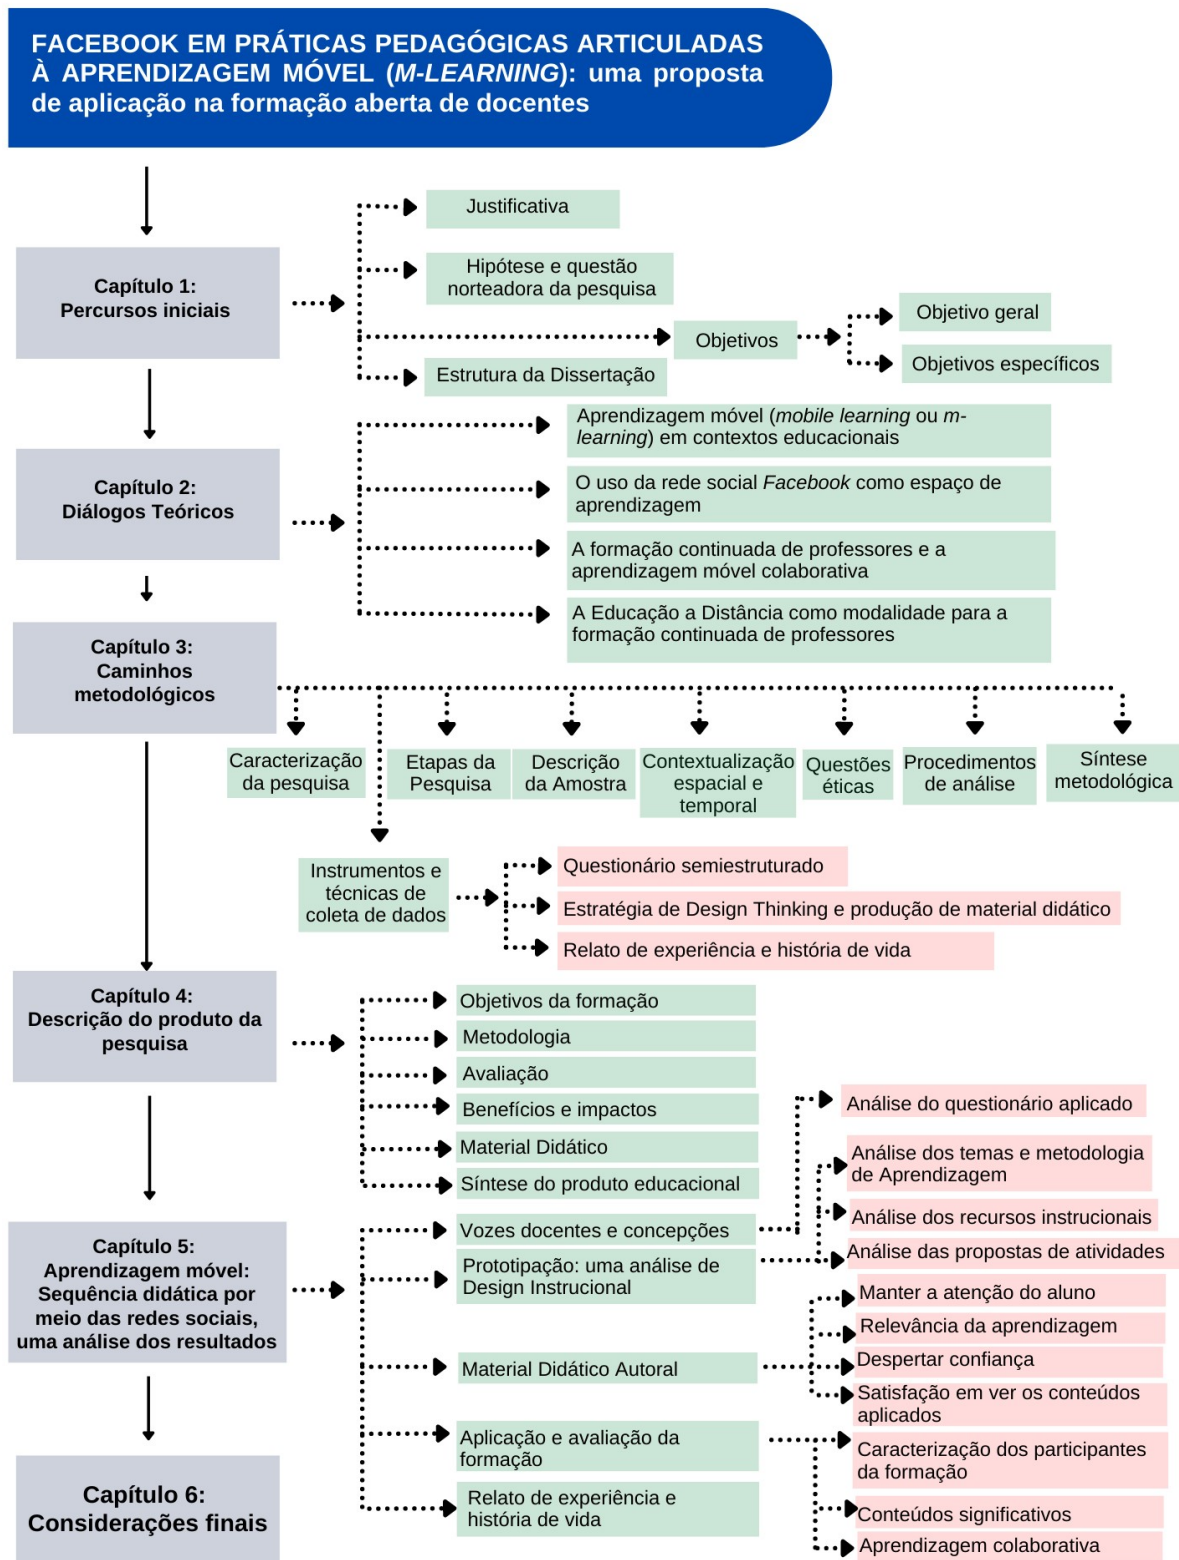 FACEBOOK EM PRÁTICAS PEDAGÓGICAS ARTICULADAS
À APRENDIZAGEM MÓVEL (M-LEARNING): uma proposta
de aplicação na formação aberta de docentes
Capítulo 1:
Percursos iniciais
Justificativa
Hipótese e questão
norteadora da pesquisa
Objetivos
Objetivo geral
Objetivos específicos
Estrutura da Dissertação
Capítulo 2:
Diálogos Teóricos
Aprendizagem móvel (mobile learning ou m-
learning) em contextos educacionais
O uso da rede social Facebook como espaço de
aprendizagem
A formação continuada de professores e a
aprendizagem móvel colaborativa
A Educação a Distância como modalidade para a
formação continuada de professores
Capítulo 3:
Caminhos
metodológicos
Caracterização
da pesquisa
Etapas da
Pesquisa
Descrição
da Amostra
Contextualização
espacial e
temporal
Questões
éticas
Procedimentos
de análise
Síntese
metodológica
Instrumentos e
técnicas de
coleta de dados
Questionário semiestruturado
Estratégia de Design Thinking e produção de material didático
Relato de experiência e história de vida
Capítulo 4:
Descrição do produto da
pesquisa
Objetivos da formação
Metodologia
Avaliação
Benefícios e impactos
Material Didático
Síntese do produto educacional
Capítulo 5:
Aprendizagem móvel:
Sequência didática por
meio das redes sociais,
uma análise dos resultados
Vozes docentes e concepções
Análise do questionário aplicado
Prototipação: uma análise de
Design Instrucional
Análise dos temas e metodologia
de Aprendizagem
Análise dos recursos instrucionais
Análise das propostas de atividades
Material Didático Autoral
Manter a atenção do aluno
Relevância da aprendizagem
Despertar confiança
Satisfação em ver os conteúdos
aplicados
Aplicação e avaliação da
formação
Caracterização dos participantes
da formação
Conteúdos significativos
Aprendizagem colaborativa
Relato de experiência e
história de vida
Capítulo 6:
Considerações finais